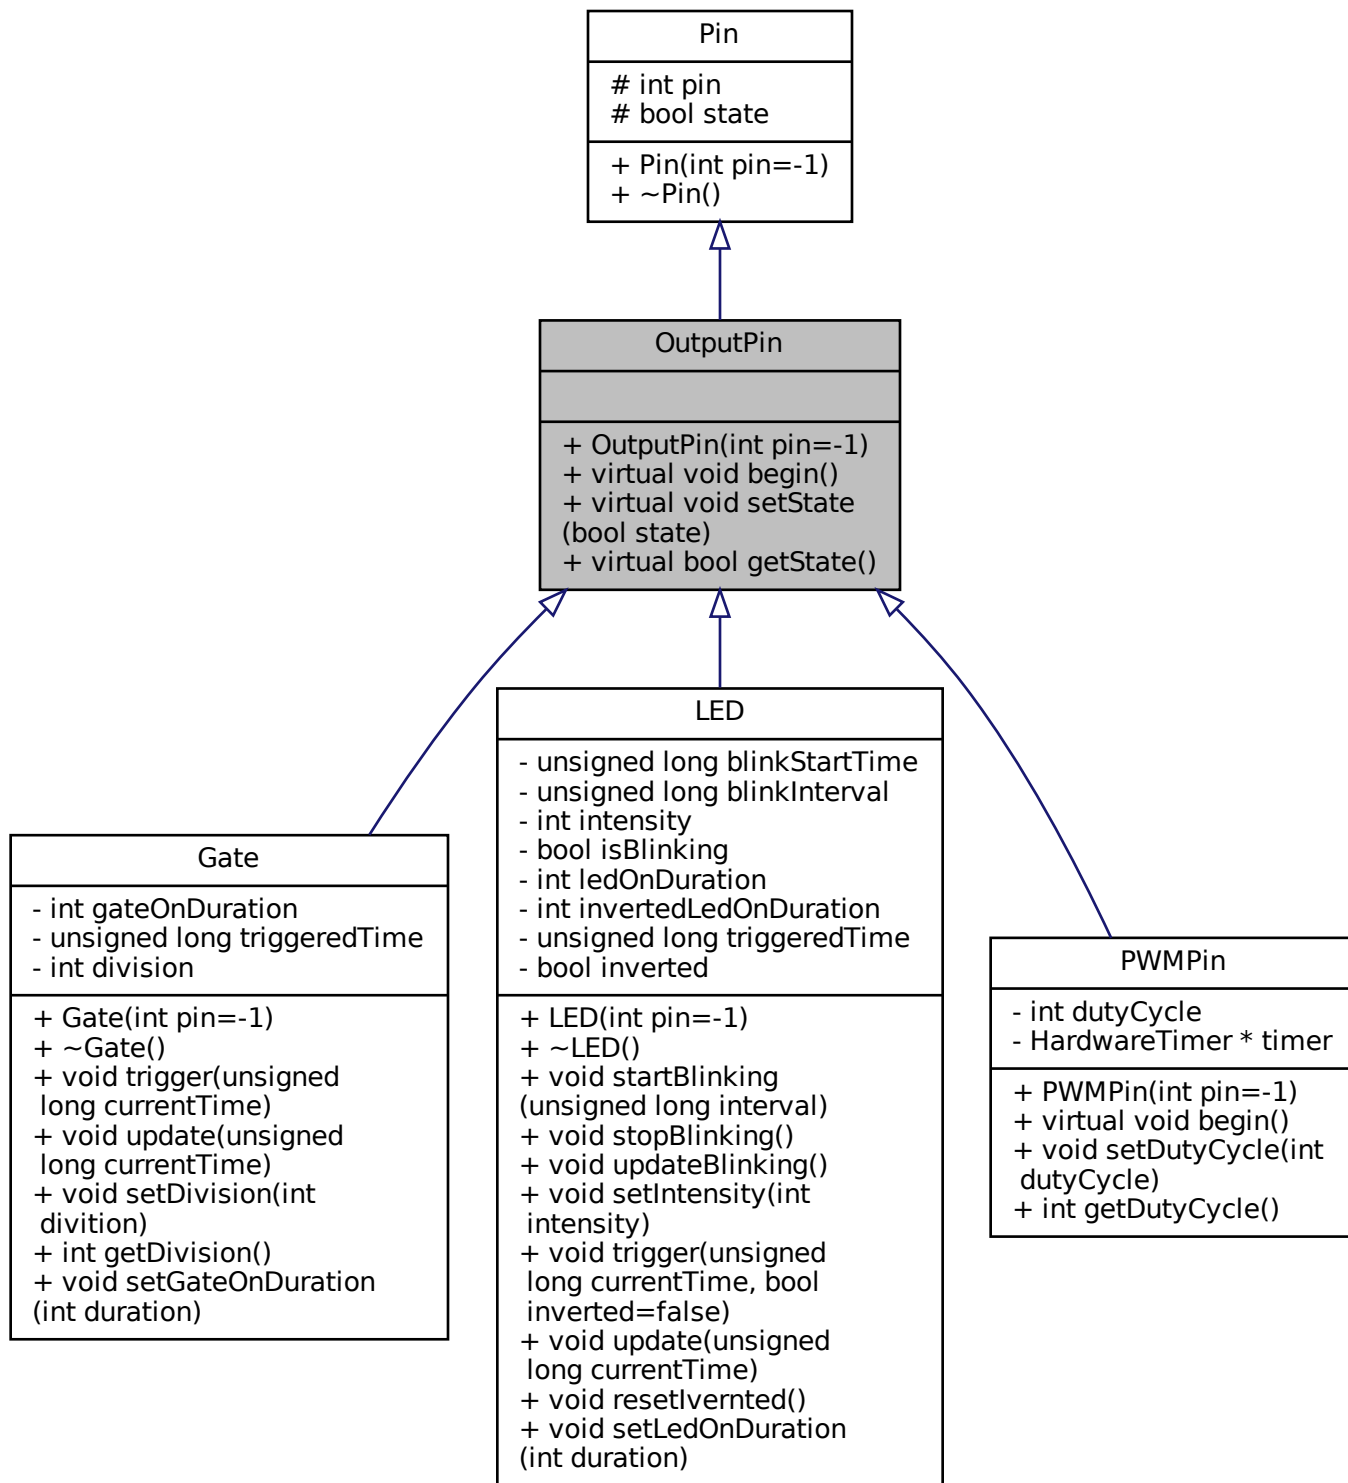 Pin
# int pin
# bool state
+ Pin(int pin=-1)
+ ~Pin()
OutputPin
+ OutputPin(int pin=-1)
+ virtual void begin()
+ virtual void setState
(bool state)
+ virtual bool getState()
Gate
- int gateOnDuration
- unsigned long triggeredTime
- int division
+ Gate(int pin=-1)
+ ~Gate()
+ void trigger(unsigned
long currentTime)
+ void update(unsigned
long currentTime)
+ void setDivision(int
divition)
+ int getDivision()
+ void setGateOnDuration
(int duration)
LED
- unsigned long blinkStartTime
- unsigned long blinkInterval
- int intensity
- bool isBlinking
- int ledOnDuration
- int invertedLedOnDuration
- unsigned long triggeredTime
- bool inverted
+ LED(int pin=-1)
+ ~LED()
+ void startBlinking
(unsigned long interval)
+ void stopBlinking()
+ void updateBlinking()
+ void setIntensity(int
intensity)
+ void trigger(unsigned
long currentTime, bool
inverted=false)
+ void update(unsigned
long currentTime)
+ void resetIvernted()
+ void setLedOnDuration
(int duration)
PWMPin
- int dutyCycle
- HardwareTimer * timer
+ PWMPin(int pin=-1)
+ virtual void begin()
+ void setDutyCycle(int
dutyCycle)
+ int getDutyCycle()